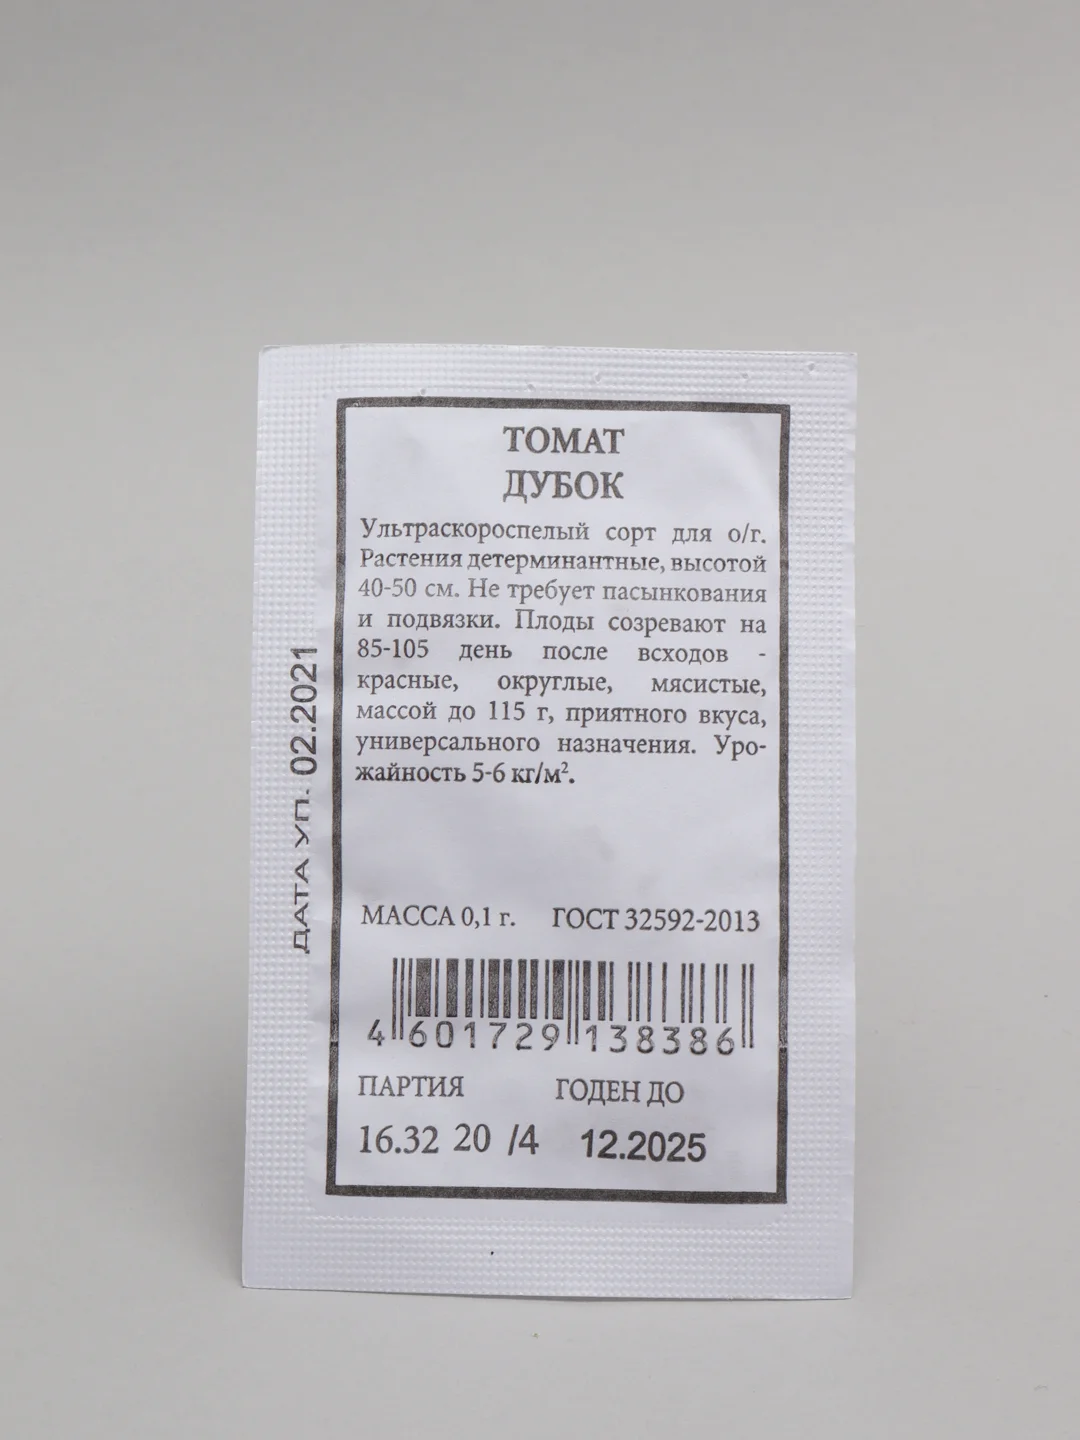 ТОМАТ
ДУБОК
Ультраскороспелый сорт для о/г.
Растения детерминантные, высотой
40-50 см. Не требует пасынкования
и подвязки. Плоды созревают на
85-105 день после всходов -
красные, округлые, мясистые,
массой до 115 г, приятного вкуса,
универсального назначения. Уро-
жайность 5-6 кг/м².
МАССА 0,1 г. ГОСТ 32592-2013
4 601729 138386
ПАРТИЯ ГОДЕН ДО
16.32 20 /4 12.2025
ДАТА УП. 02.2021